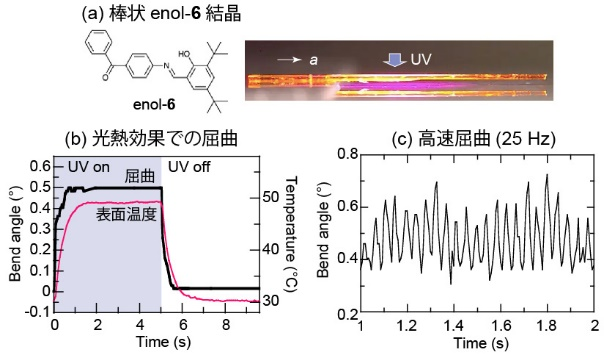 (a) 棒状 enol-6 結晶
O
N
HO
enol-6
→ a
UV
(b) 光熱効果での屈曲
UV on
UV off
屈曲
表面温度
Bend angle (°)
0.6
0.5
0.4
0.3
0.2
0.1
0
-0.1
Temperature (°C)
50
40
30
0 2 4 6 8
Time (s)
(c) 高速屈曲 (25 Hz)
Bend angle (°)
0.8
0.6
0.4
0.2
1 1.2 1.4 1.6 1.8 2
Time (s)